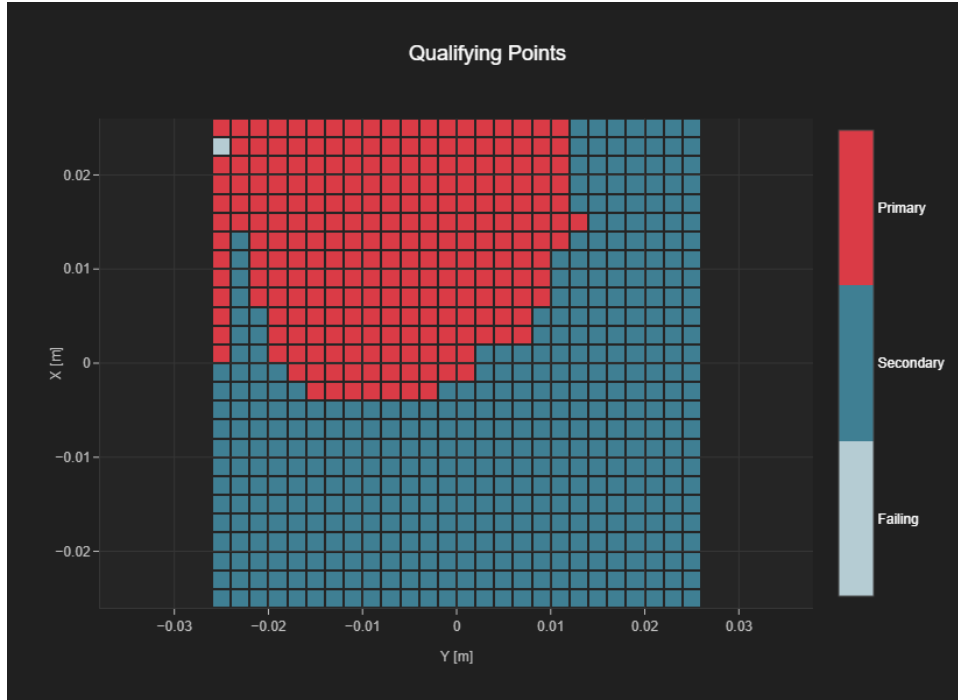 Qualifying Points
0.02
0.01
0
−0.01
−0.02
X [m]
−0.03
−0.02
−0.01
0
0.01
0.02
0.03
Y [m]
Primary
Secondary
Failing